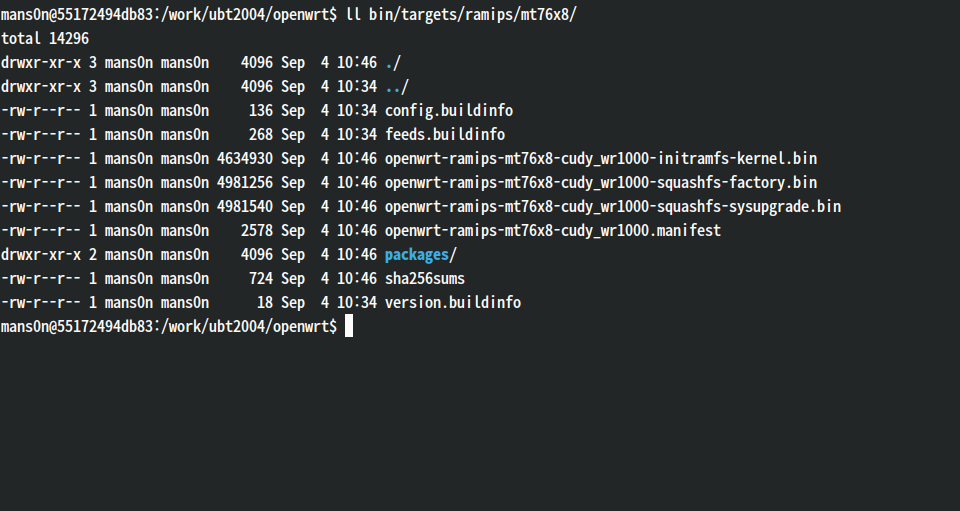 mans0n@55172494db83:/work/ubt2004/openwrt$ ll bin/targets/ramips/mt76x8/
total 14296
drwxr-xr-x 3 mans0n mans0n    4096 Sep  4 10:46 ./
drwxr-xr-x 3 mans0n mans0n    4096 Sep  4 10:34 ../
-rw-r--r-- 1 mans0n mans0n     136 Sep  4 10:34 config.buildinfo
-rw-r--r-- 1 mans0n mans0n     268 Sep  4 10:34 feeds.buildinfo
-rw-r--r-- 1 mans0n mans0n 4634930 Sep  4 10:46 openwrt-ramips-mt76x8-cudy_wr1000-initramfs-kernel.bin
-rw-r--r-- 1 mans0n mans0n 4981256 Sep  4 10:46 openwrt-ramips-mt76x8-cudy_wr1000-squashfs-factory.bin
-rw-r--r-- 1 mans0n mans0n 4981540 Sep  4 10:46 openwrt-ramips-mt76x8-cudy_wr1000-squashfs-sysupgrade.bin
-rw-r--r-- 1 mans0n mans0n    2578 Sep  4 10:46 openwrt-ramips-mt76x8-cudy_wr1000.manifest
drwxr-xr-x 2 mans0n mans0n    4096 Sep  4 10:46 packages/
-rw-r--r-- 1 mans0n mans0n     724 Sep  4 10:46 sha256sums
-rw-r--r-- 1 mans0n mans0n      18 Sep  4 10:34 version.buildinfo
mans0n@55172494db83:/work/ubt2004/openwrt$